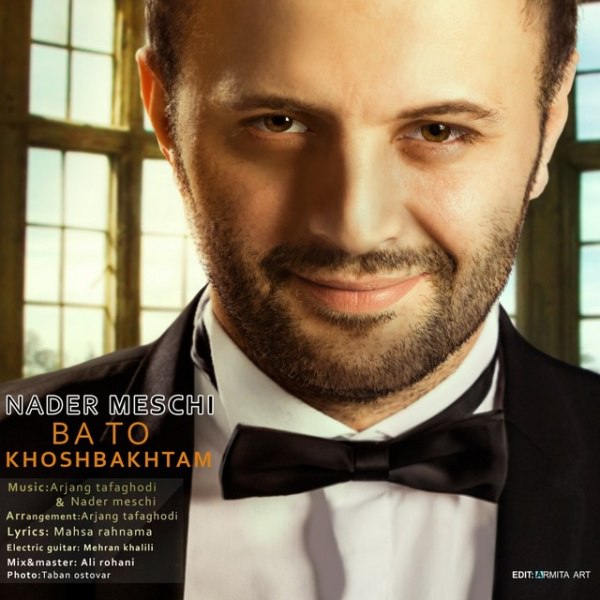 NADER MESCHI
BA TO
KHOSHBAKHTAM
Music:Arjang tafaghodi
& Nader meschi
Arrangement:Arjang tafaghodi
Lyrics: Mahsa rahnama
Electric guitar: Mehran khalili
Mix&master: Ali rohani
Photo:Taban ostovar
EDIT:ARMITA ART